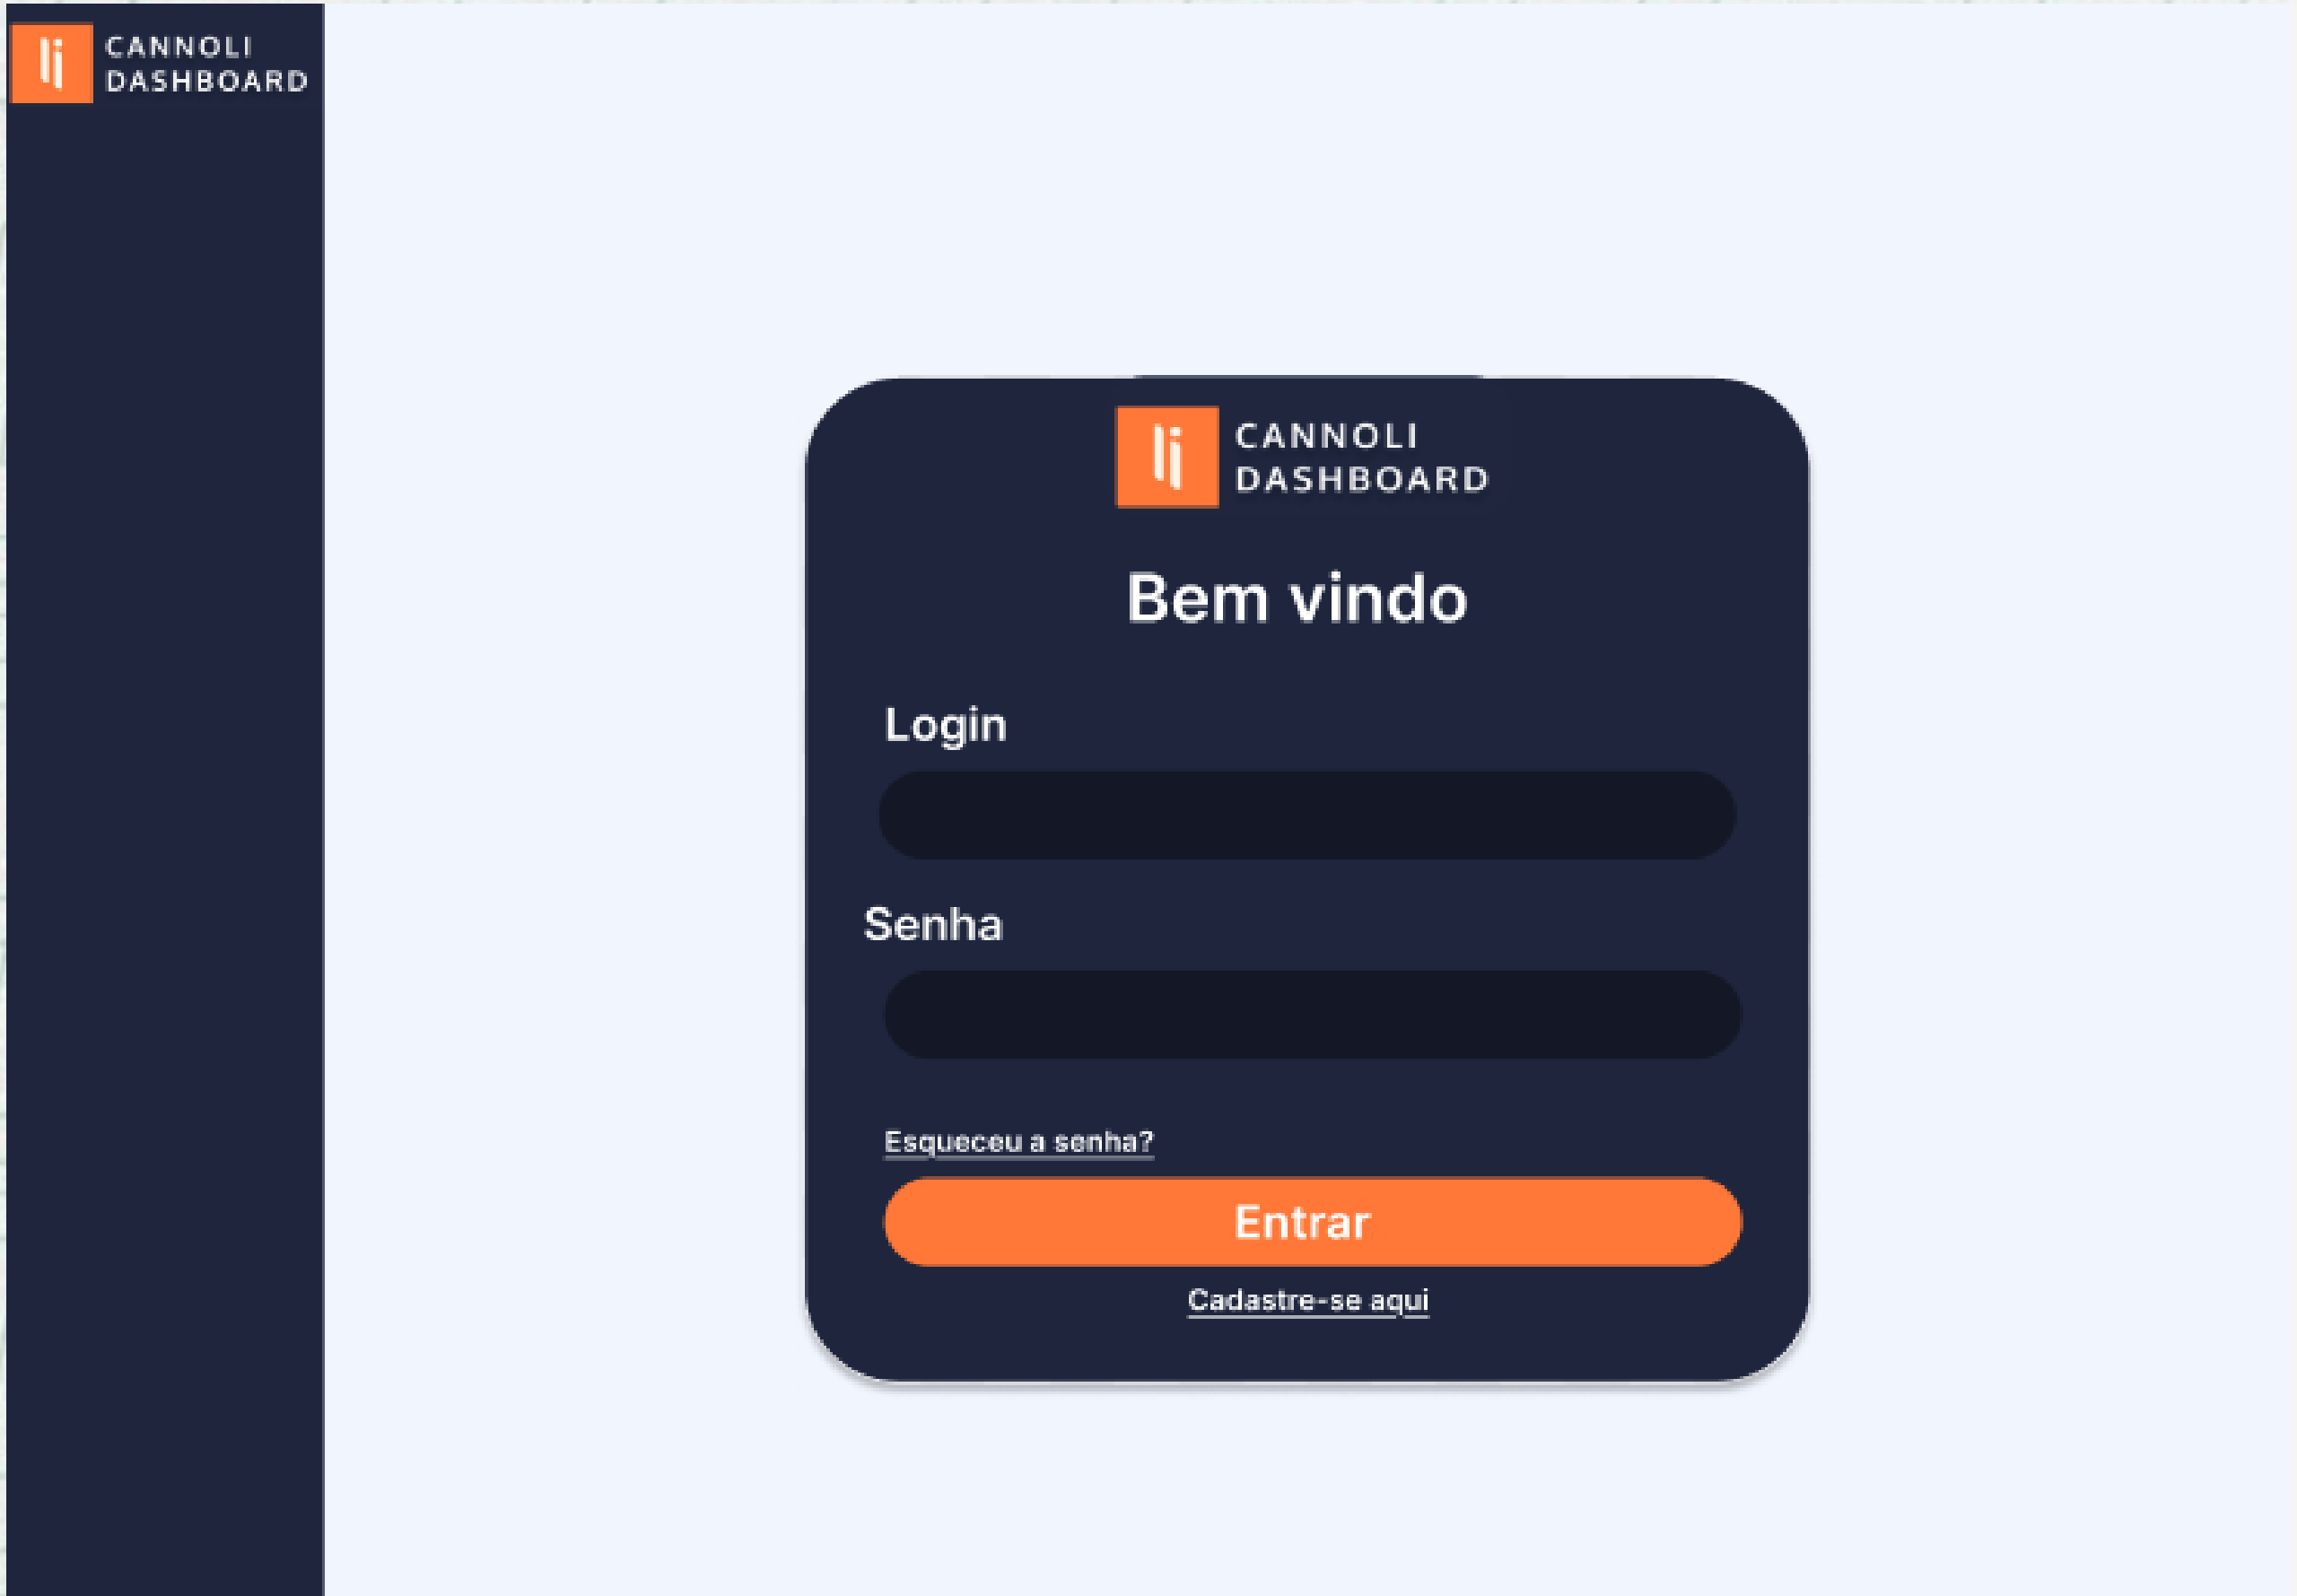 CANNOLI
DASHBOARD
CANNOLI
DASHBOARD
Bem vindo
Login
Senha
Esqueceu a senha?
Entrar
Cadastre-se aqui